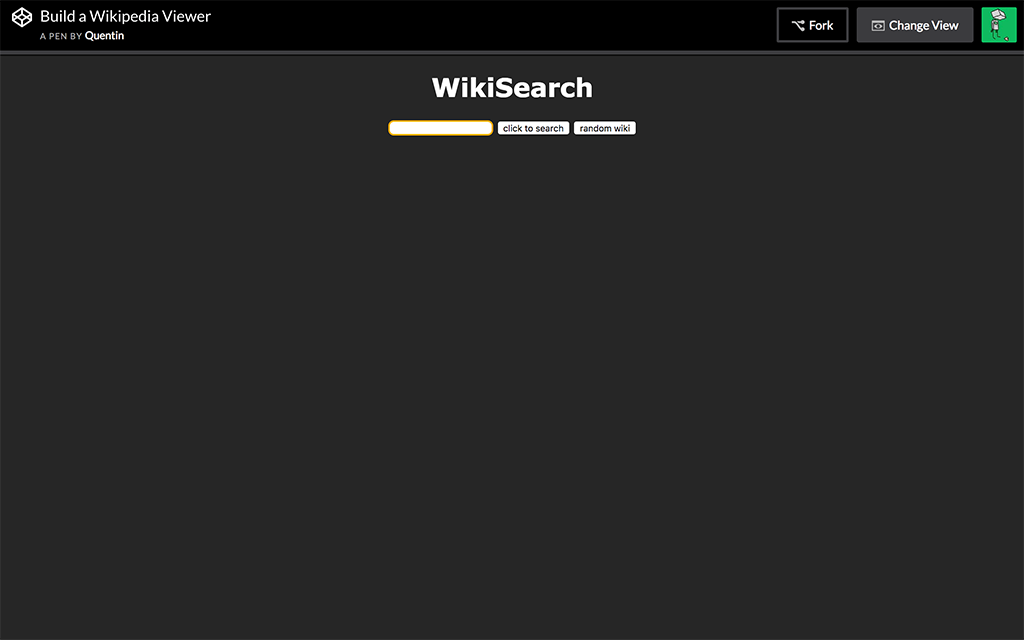 Build a Wikipedia Viewer
A PEN BY Quentin
Fork
Change View
WikiSearch
click to search
random wiki